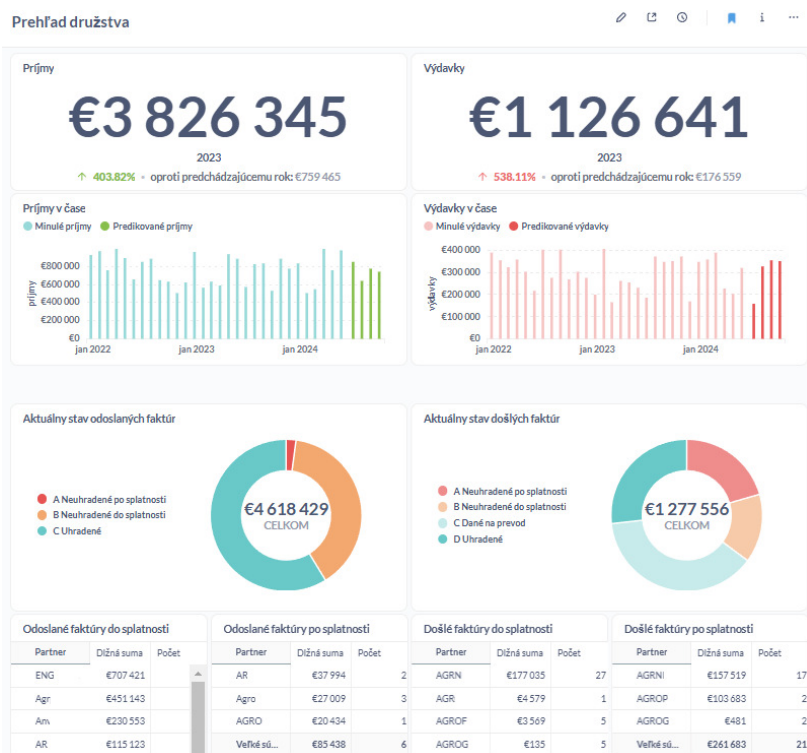 Prehľad družstva
Príjmy
€3 826 345
2023
↑ 403.82% • oproti predchádzajúcemu rok: €759 465
Výdavky
€1 126 641
2023
↑ 538.11% • oproti predchádzajúcemu rok: €176 559
Príjmy v čase
Minulé príjmy Predikované príjmy
€800 000
€600 000
€400 000
€200 000
€0
príjmy
jan 2022 jan 2023 jan 2024
Výdavky v čase
Minulé výdavky Predikované výdavky
€400 000
€300 000
€200 000
€100 000
€0
výdavky
jan 2022 jan 2023 jan 2024
Aktuálny stav odoslaných faktúr
A Neuhradené po splatnosti
B Neuhradené do splatnosti
C Uhradené
€4 618 429
CELKOM
Aktuálny stav došlých faktúr
A Neuhradené po splatnosti
B Neuhradené do splatnosti
C Dané na prevod
D Uhradené
€1 277 556
CELKOM
Odoslané faktúry do splatnosti
Partner Dlžná suma Počet
ENG €707 421
Agr €451 143
Am €230 553
AR €115 123
Odoslané faktúry po splatnosti
Partner Dlžná suma Počet
AR €37 994 2
Agro €27 009 3
AGRO €20 434 1
Veľké sú... €85 438 6
Došlé faktúry do splatnosti
Partner Dlžná suma Počet
AGRN €177 035 27
AGR €4 579 1
AGROF €3 569 5
AGROG €135 5
Došlé faktúry po splatnosti
Partner Dlžná suma Počet
AGRNI €157 519 17
AGROP €103 683 2
AGROG €481 2
Veľké sú... €261 683 21